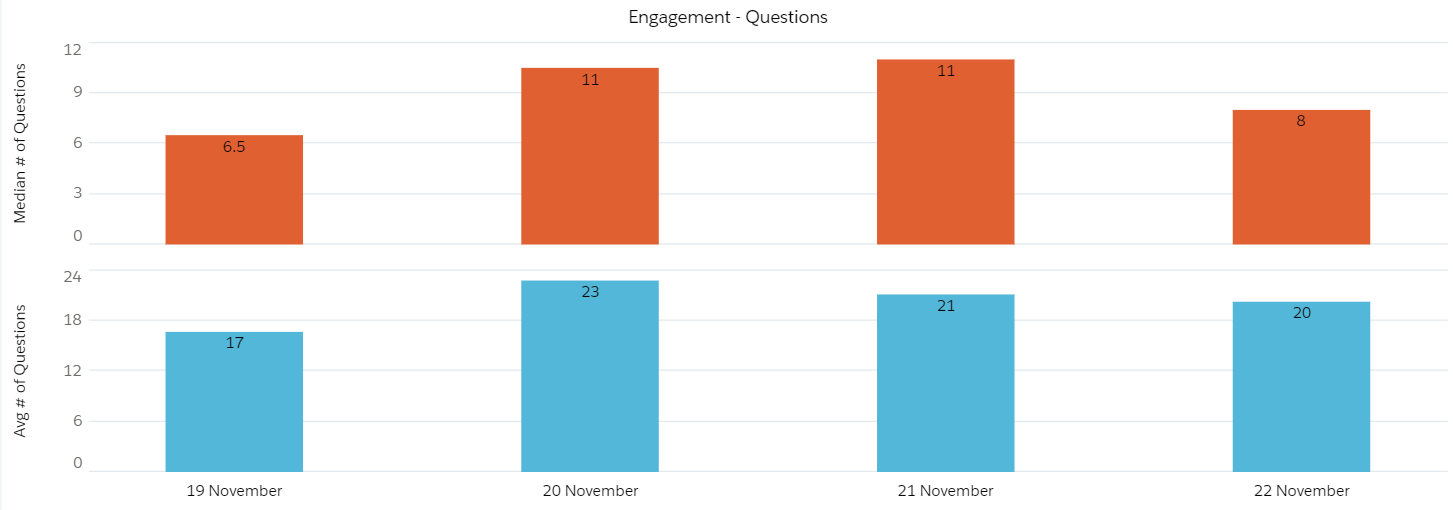 Engagement - Questions
Median # of Questions
12
9
6
3
0
6.5
11
11
8
Avg # of Questions
24
18
12
6
0
17
23
21
20
19 November
20 November
21 November
22 November